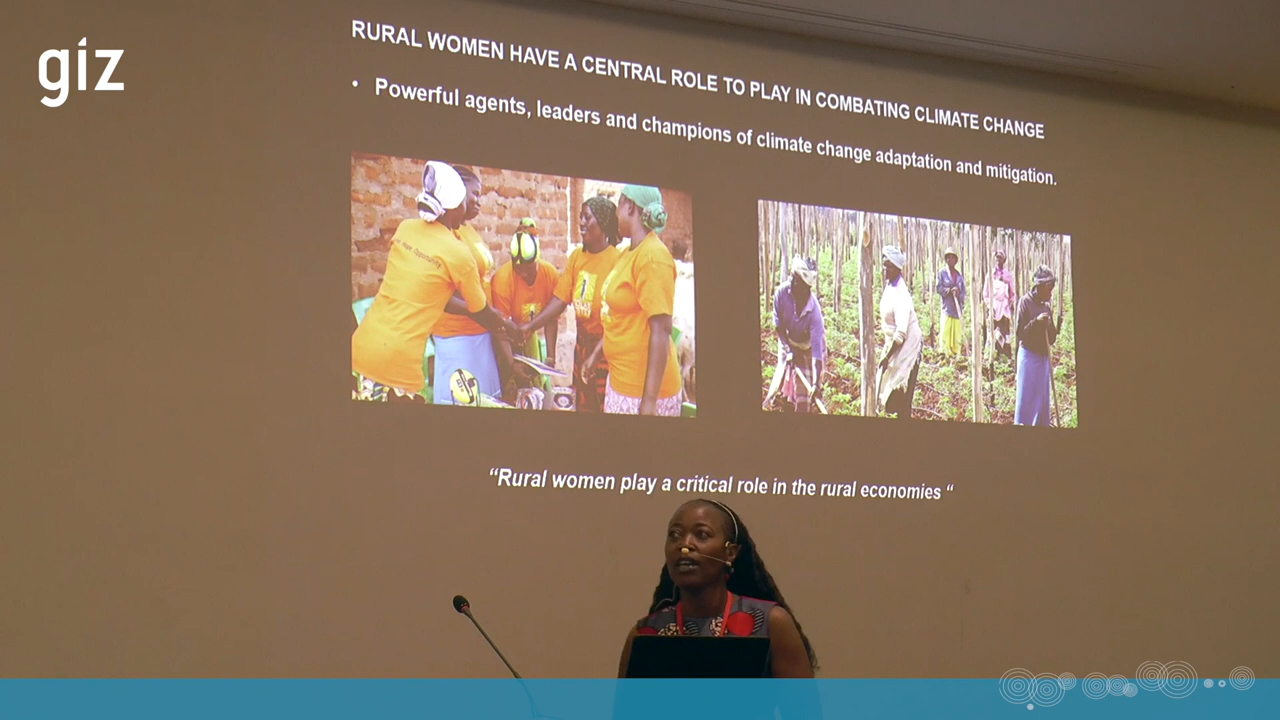 giz
RURAL WOMEN HAVE A CENTRAL ROLE TO PLAY IN COMBATING CLIMATE CHANGE
• Powerful agents, leaders and champions of climate change adaptation and mitigation.
“Rural women play a critical role in the rural economies “